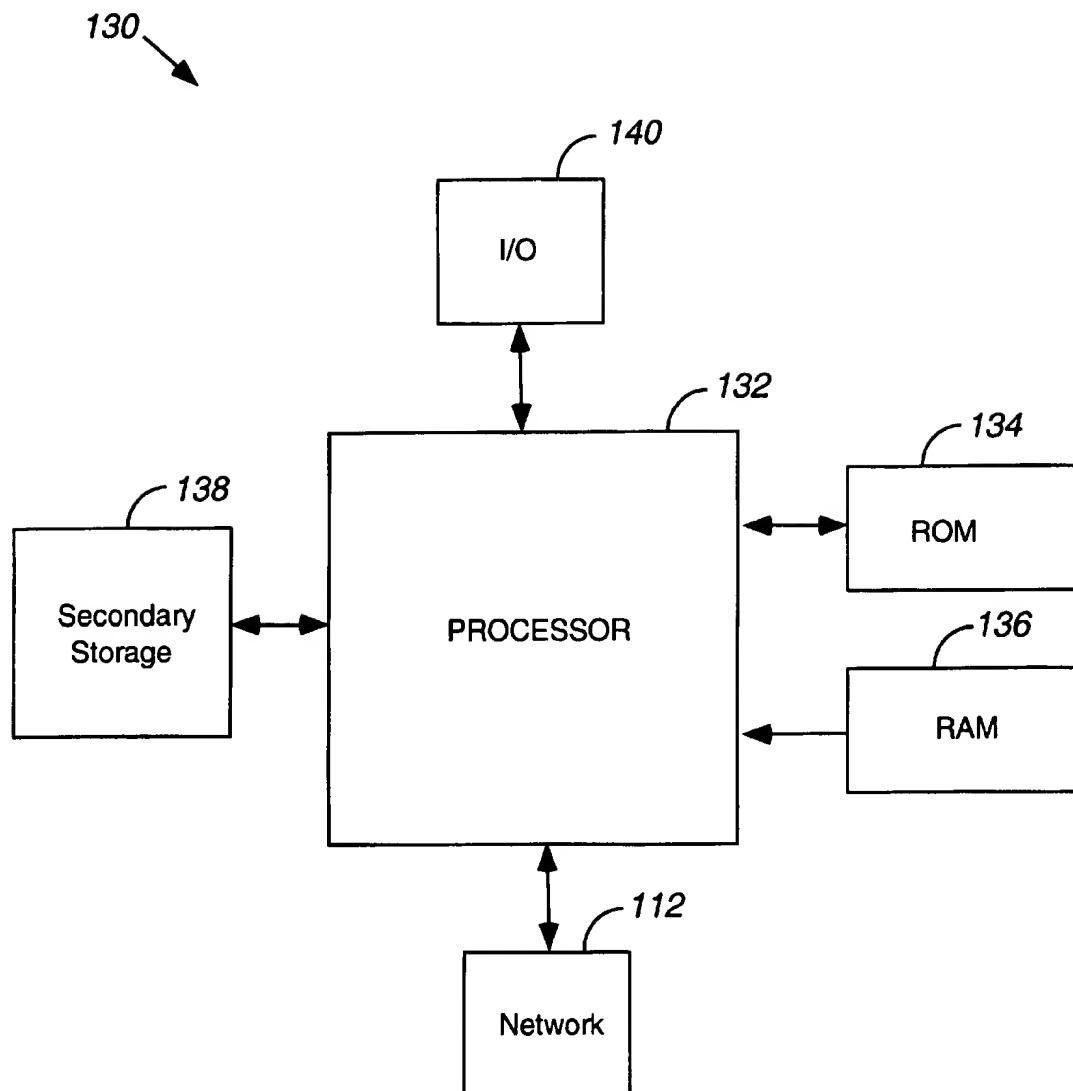 130
140
I/O
132
134
138
ROM
Secondary
Storage
PROCESSOR
136
RAM
112
Network